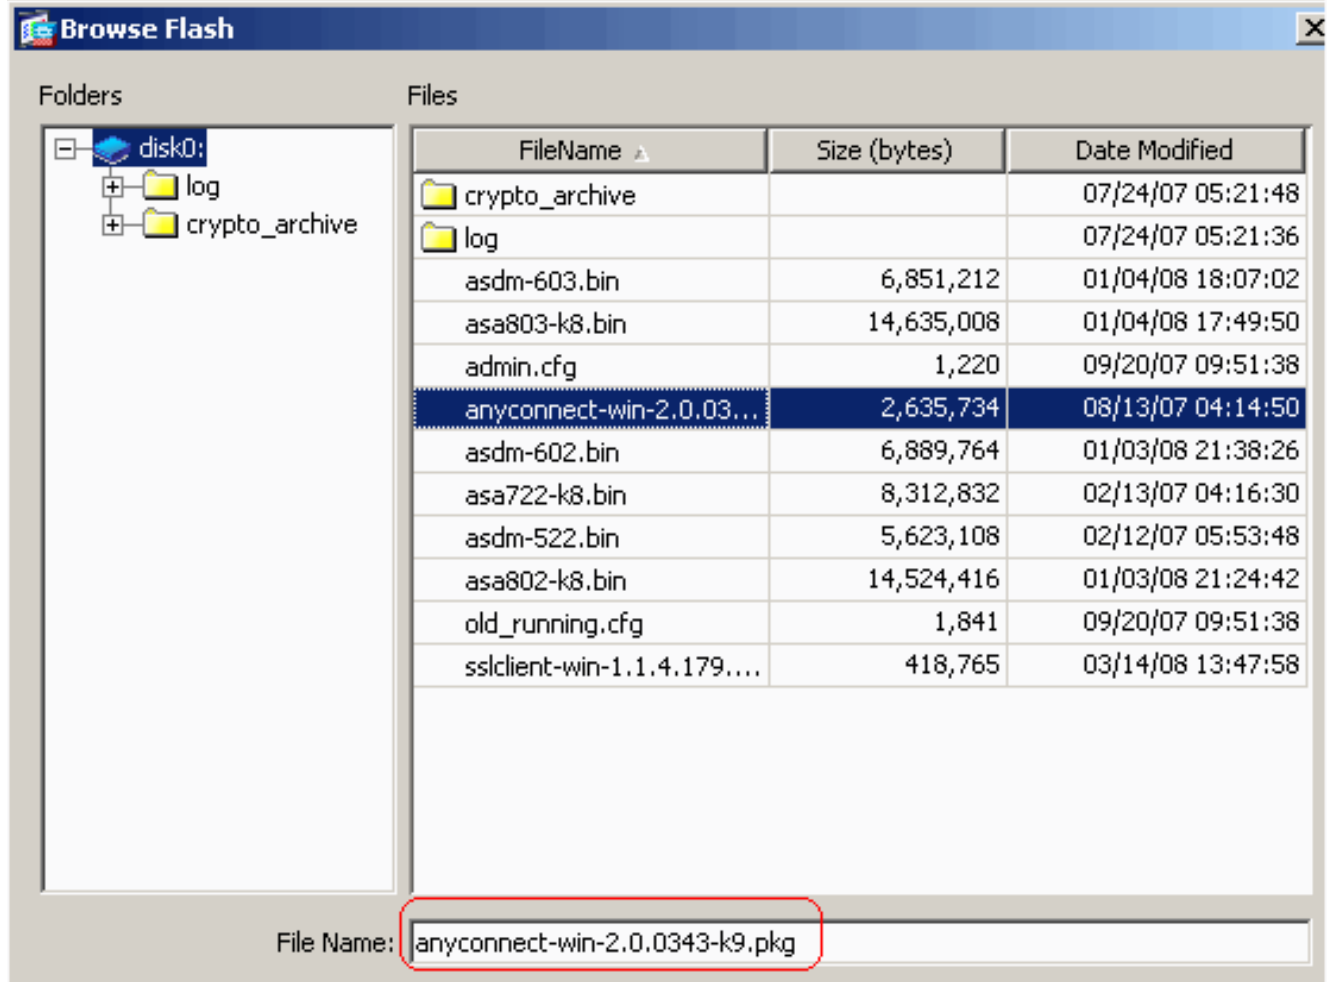 Browse Flash
Folders Files
disk0:
log
crypto_archive
FileName Size (bytes) Date Modified
crypto_archive 07/24/07 05:21:48
log 07/24/07 05:21:36
asdm-603.bin 6,851,212 01/04/08 18:07:02
asa803-k8.bin 14,635,008 01/04/08 17:49:50
admin.cfg 1,220 09/20/07 09:51:38
anyconnect-win-2.0.03... 2,635,734 08/13/07 04:14:50
asdm-602.bin 6,889,764 01/03/08 21:38:26
asa722-k8.bin 8,312,832 02/13/07 04:16:30
asdm-522.bin 5,623,108 02/12/07 05:53:48
asa802-k8.bin 14,524,416 01/03/08 21:24:42
old_running.cfg 1,841 09/20/07 09:51:38
sslclient-win-1.1.4.179.... 418,765 03/14/08 13:47:58
File Name: anyconnect-win-2.0.0343-k9.pkg